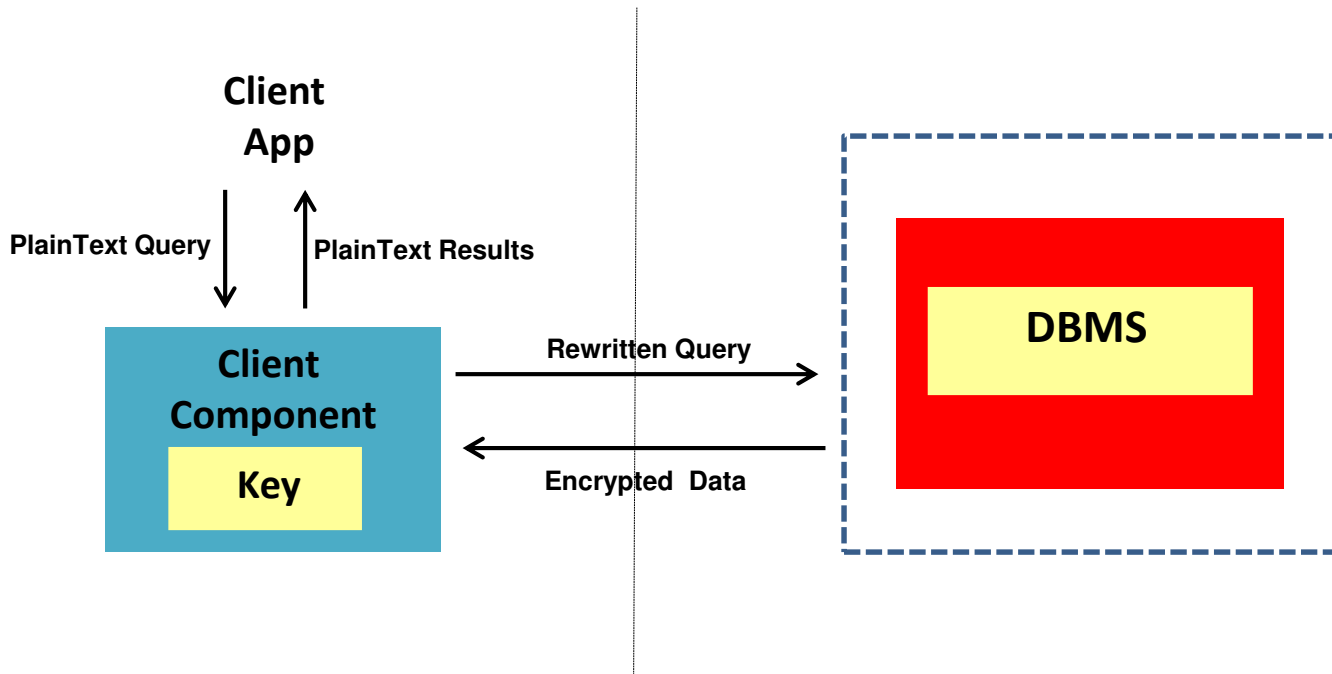 Client
App
PlainText Query
PlainText Results
Client
Component
Key
Rewritten Query
Encrypted Data
DBMS